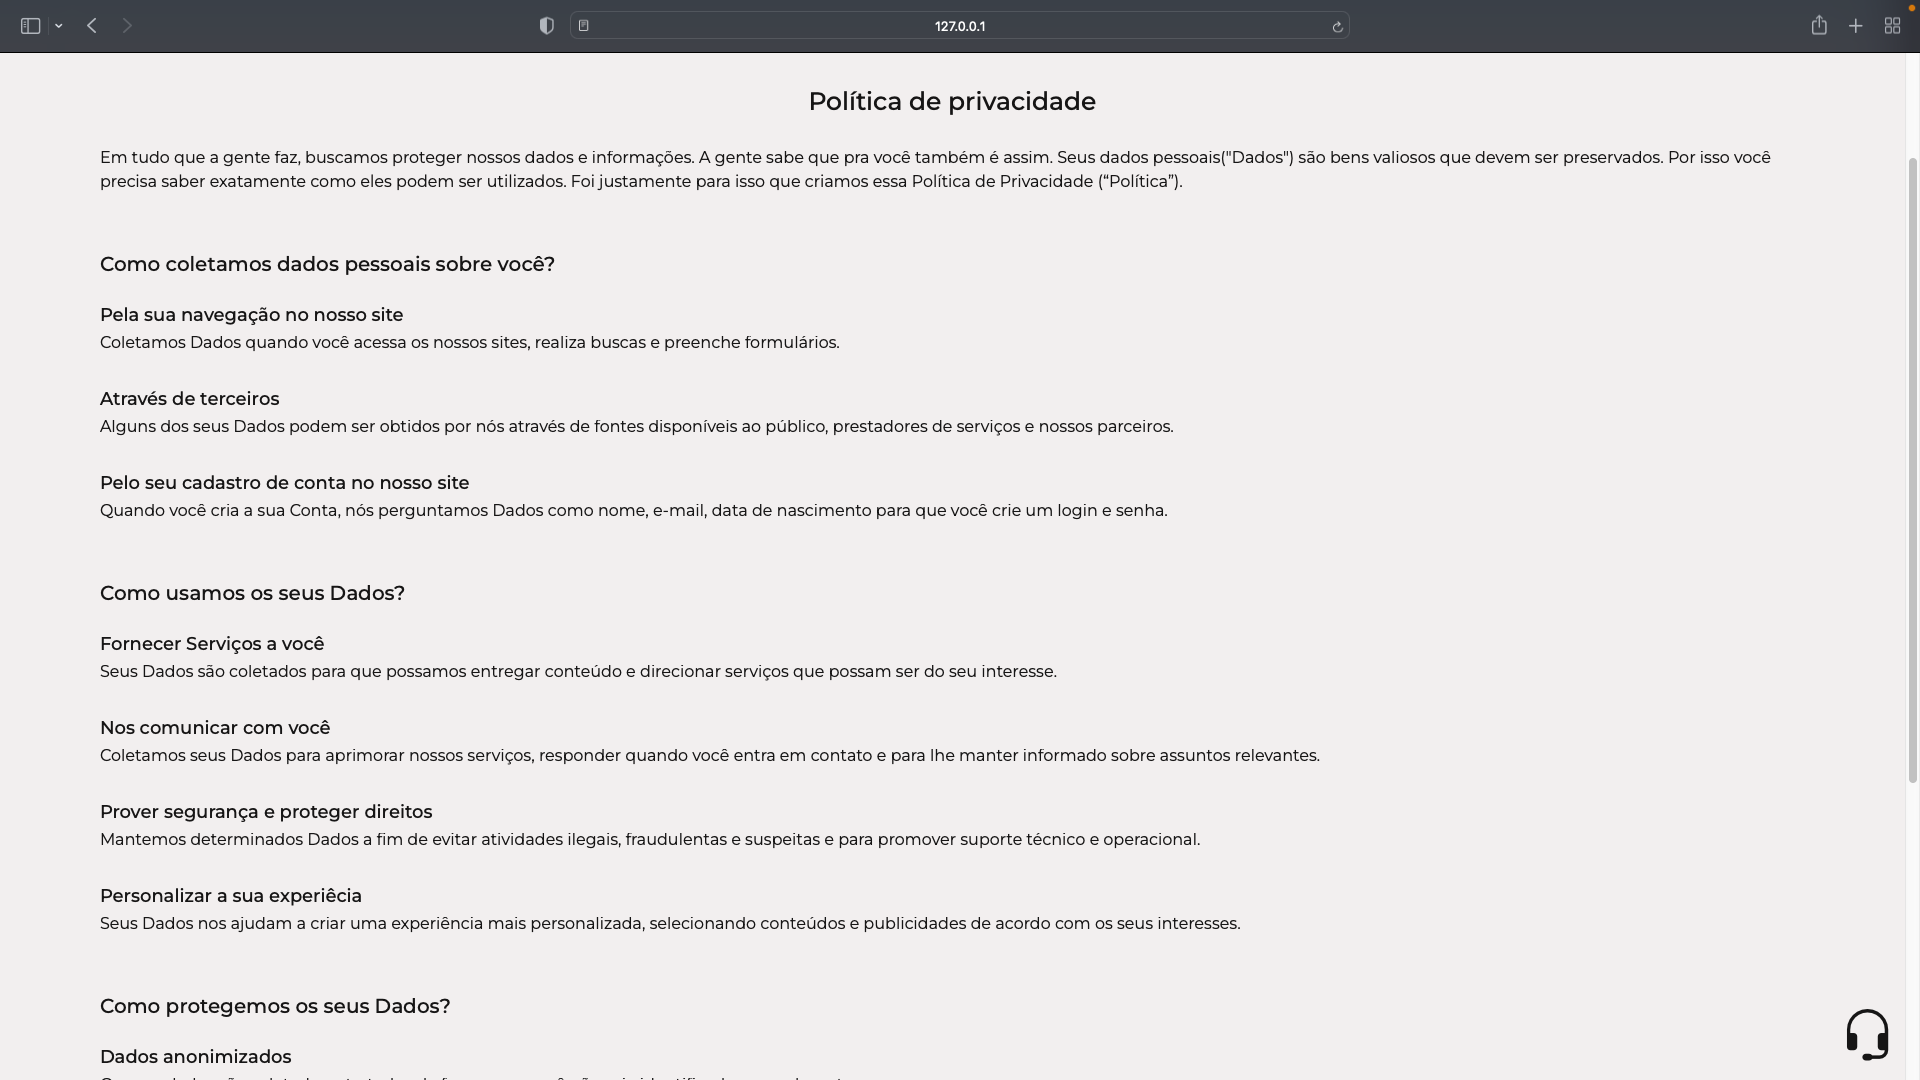 127.0.0.1
Política de privacidade
Em tudo que a gente faz, buscamos proteger nossos dados e informações. A gente sabe que pra você também é assim. Seus dados pessoais("Dados") são bens valiosos que devem ser preservados. Por isso você
precisa saber exatamente como eles podem ser utilizados. Foi justamente para isso que criamos essa Política de Privacidade (“Política”).
Como coletamos dados pessoais sobre você?
Pela sua navegação no nosso site
Coletamos Dados quando você acessa os nossos sites, realiza buscas e preenche formulários.
Através de terceiros
Alguns dos seus Dados podem ser obtidos por nós através de fontes disponíveis ao público, prestadores de serviços e nossos parceiros.
Pelo seu cadastro de conta no nosso site
Quando você cria a sua Conta, nós perguntamos Dados como nome, e-mail, data de nascimento para que você crie um login e senha.
Como usamos os seus Dados?
Fornecer Serviços a você
Seus Dados são coletados para que possamos entregar conteúdo e direcionar serviços que possam ser do seu interesse.
Nos comunicar com você
Coletamos seus Dados para aprimorar nossos serviços, responder quando você entra em contato e para lhe manter informado sobre assuntos relevantes.
Prover segurança e proteger direitos
Mantemos determinados Dados a fim de evitar atividades ilegais, fraudulentas e suspeitas e para promover suporte técnico e operacional.
Personalizar a sua experiêcia
Seus Dados nos ajudam a criar uma experiência mais personalizada, selecionando conteúdos e publicidades de acordo com os seus interesses.
Como protegemos os seus Dados?
Dados anonimizados